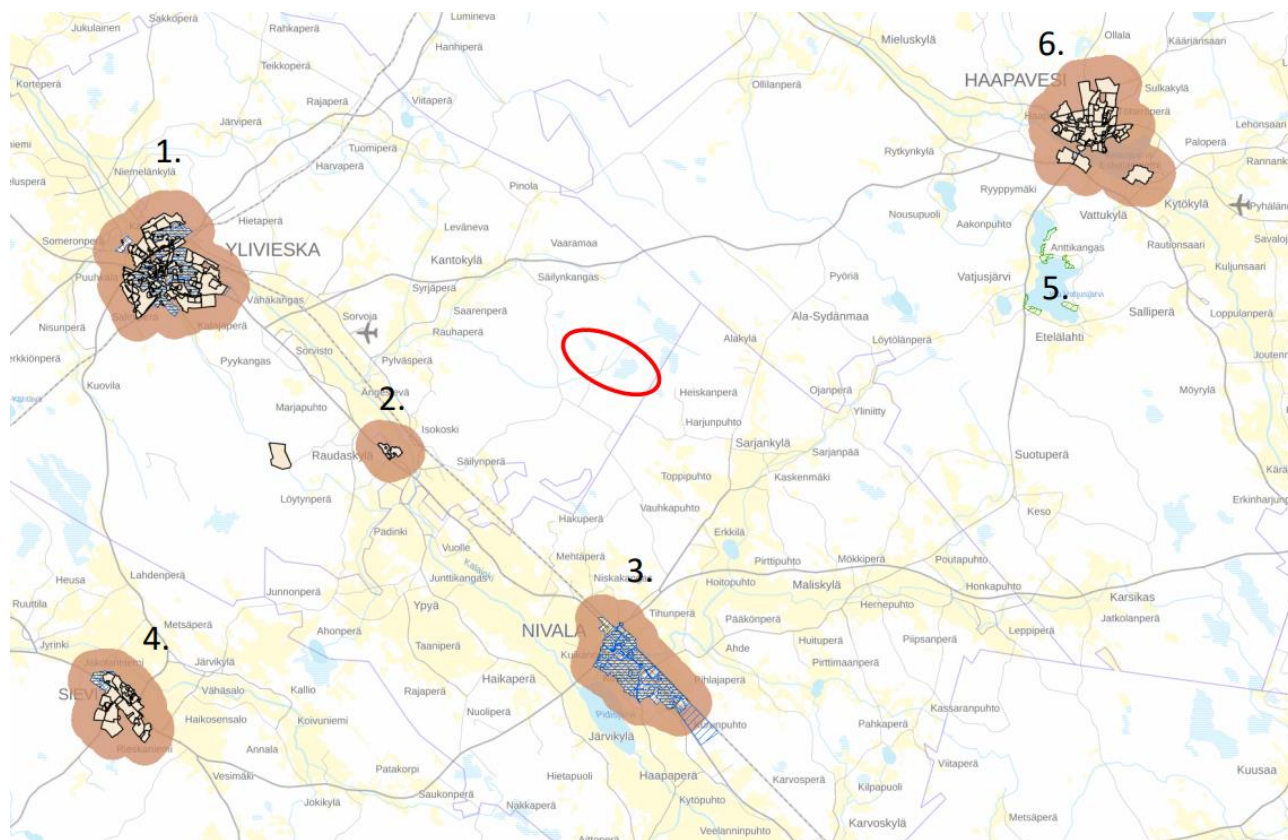 Jukulainen
Sakkoperä
Rahkaperä
Lumineva
Hanhiperä
Teikkoperä
Korteperä
Rajaperä
Viitaperä
Järviperä
Tuomiperä
Harvaperä
Niemelänkylä
1.
Pinola
Hietaperä
Someronperä
YLIVIESKA
Leväneva
Vaaramaa
Kantokylä
Säilynkangas
Vähäkangas
Syrjäperä
Saarenperä
Sorvoja
Rauhaperä
Nisunperä
Katajaperä
Pyykangas
Sorvisto
Pylväsperä
Kuovila
Marjapuhto
2.
Isokoski
Raudaskylä
Säilynperä
Löytynperä
Mieluskylä
Ollilanperä
6.
Ollala
Käärjänsaari
HAAPAVESI
Sulkakylä
Lehonsaari
Paloperä
Rytkynkylä
Ryyppymäki
Kytökylä
Nousupuoli
Vattukylä
Aakonpuhto
Rautionsaari
Anttikangas
Kuljunsaari
Pyöriä
Vatjusjärvi
5.
Ala-Sydänmaa
Salliperä
Loppulanperä
Alakylä
Löytölänperä
Etelälahti
Möyrylä
Heiskanperä
Ojanperä
Yliniitty
Harjunpuhto
Sarjankylä
Sarjanpää
Suotuperä
Toppipuhto
Kaskenmäki
Keso
Erkinharjun
Vauhkapuhto
Hakuperä
Padinki
Erkkilä
Vuolle
Mehtäperä
Pirttipuhto
Mökkiperä
Poutapuhto
Heusa
Lahdenperä
Junnonperä
Junttikangas
3.
Niskakangas
Hoitopuhto
Maliskylä
Honkapuhto
Karsikas
Ruuttila
Ypyä
Tihunperä
Hernepuhto
Jatkolanperä
Metsäperä
Ahonperä
Taaniperä
NIVALA
Pääkönperä
Leppiperä
Jyrinki
4.
Järvikylä
Ahde
Huituperä
Piipsanperä
Haikaperä
Pihlajaperä
Pirttimaanperä
SIEVI
Vähäsalo
Kallio
Rajaperä
Haikosensalo
Koivuniemi
Nuoliperä
Kassaranpuhto
Rieskaniemi
Annala
Järvikylä
Pahkaperä
Vesimäki
Patakorpi
Hietapuoli
Haapaperä
Karvosperä
Viitaperä
Kilpapuoli
Kuusaa
Saukonperä
Jokikylä
Nakkaperä
Kytöpuhto
Metsäperä
Veelanninpuhto
Karvoskylä